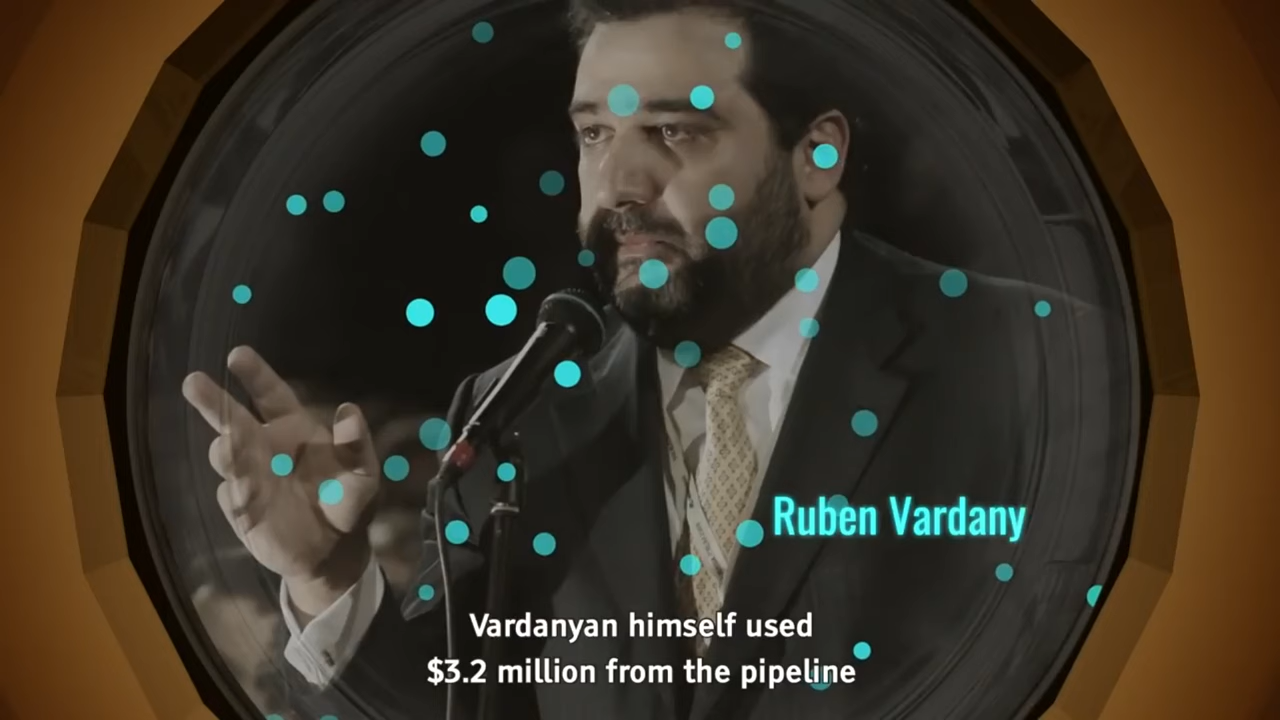 Ruben Vardany
Vardanyan himself used
$3.2 million from the pipeline